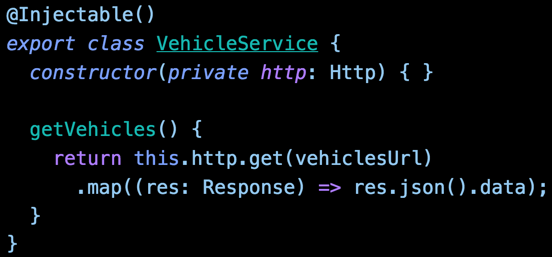 @Injectable()
export class VehicleService {
  constructor(private http: Http) { }

  getVehicles() {
    return this.http.get(vehiclesUrl)
      .map((res: Response) => res.json().data);
  }
}